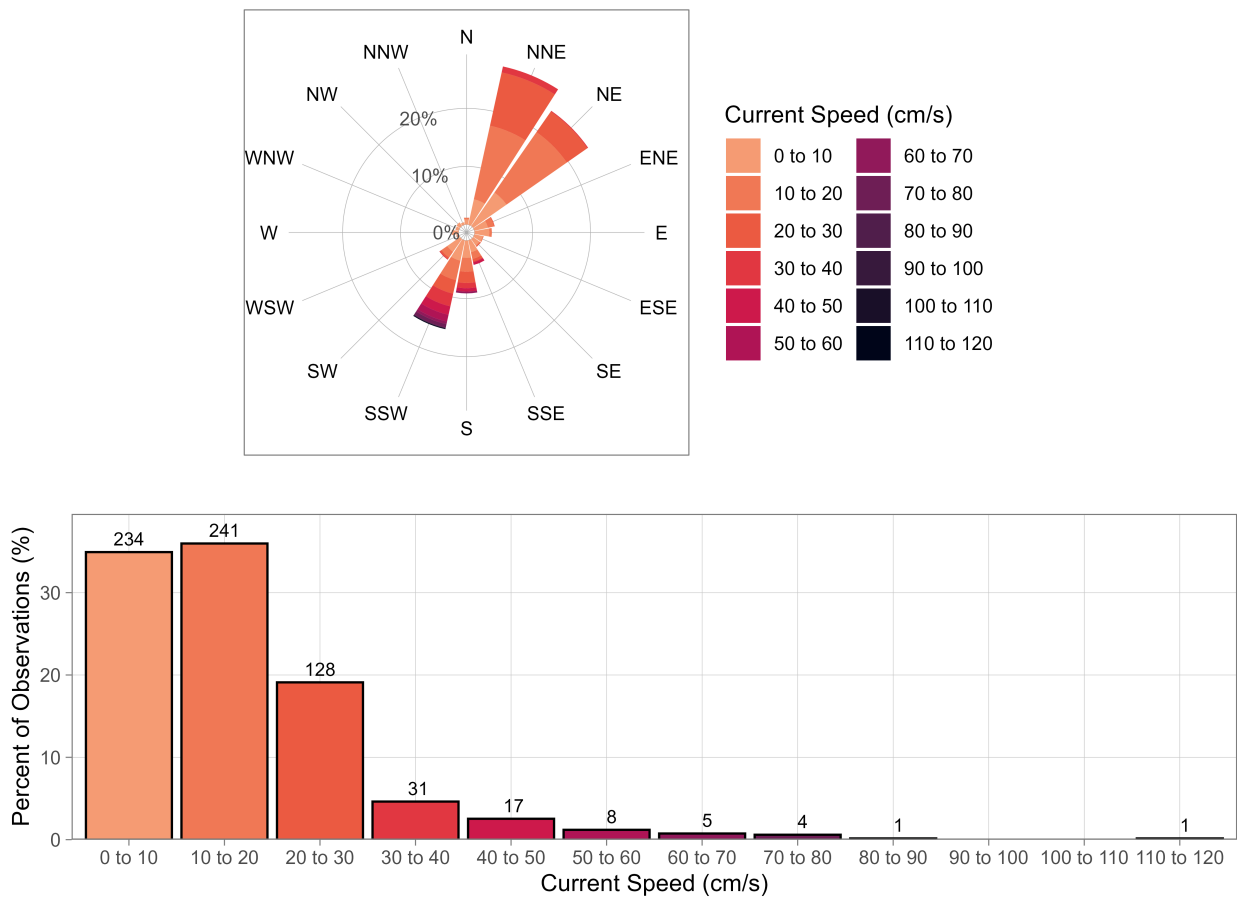 N
NNW
NNE
NW
NE
20%
WNW
ENE
10%
W
0%
E
WSW
ESE
SW
SE
SSW
SSE
S
Current Speed (cm/s)
0 to 10
60 to 70
10 to 20
70 to 80
20 to 30
80 to 90
30 to 40
90 to 100
40 to 50
100 to 110
50 to 60
110 to 120
Percent of Observations (%)
30
20
10
0
234
241
128
31
17
8
5
4
1
1
0 to 10
10 to 20
20 to 30
30 to 40
40 to 50
50 to 60
60 to 70
70 to 80
80 to 90
90 to 100
100 to 110
110 to 120
Current Speed (cm/s)